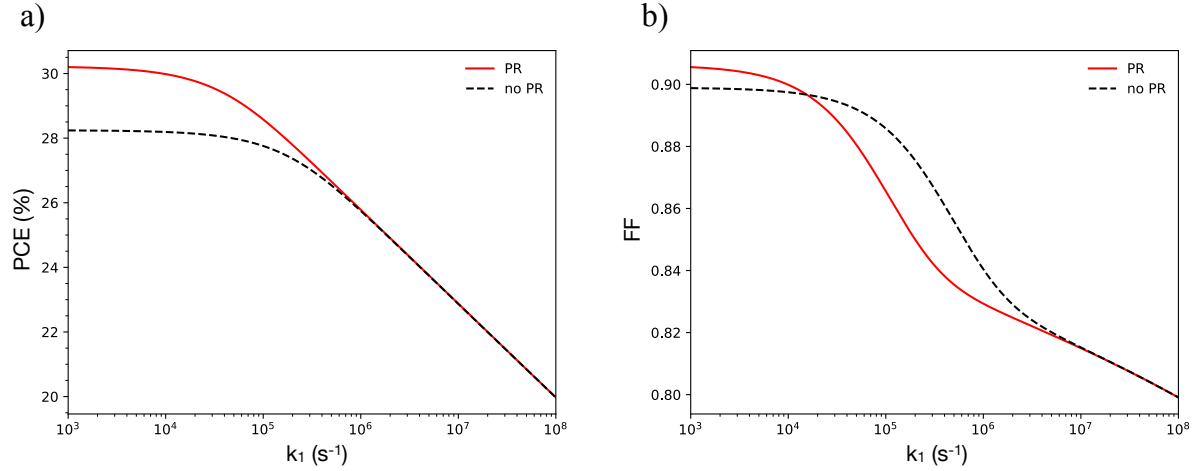 a)
PCE (%)
30
28
26
24
22
20
10³
10⁴
10⁵
10⁶
10⁷
10⁸
k₁ (s⁻¹)
PR
no PR
b)
FF
0.90
0.88
0.86
0.84
0.82
0.80
10³
10⁴
10⁵
10⁶
10⁷
10⁸
k₁ (s⁻¹)
PR
no PR